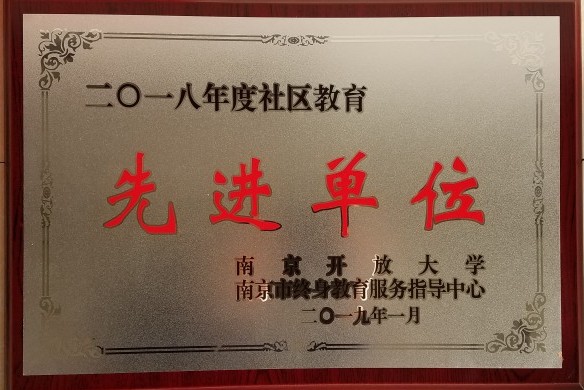 二〇一八年度社区教育
先进单位
南京开放大学
南京市终身教育服务指导中心
二〇一九年一月